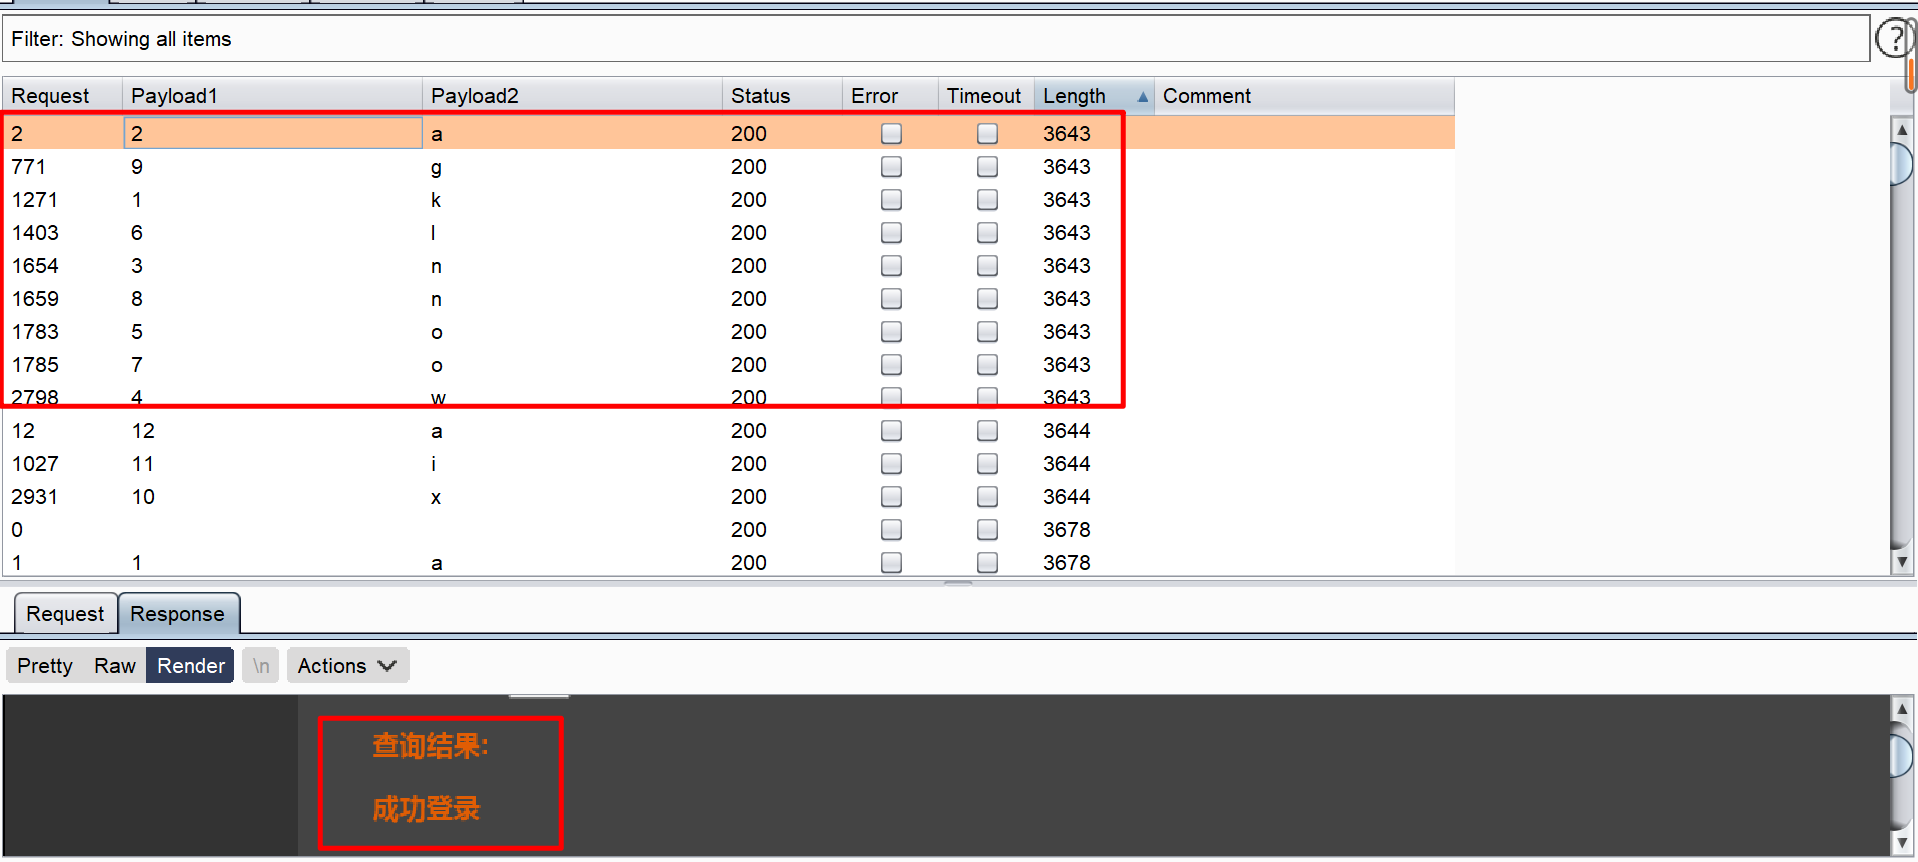 Filter: Showing all items
?
Request Payload1 Payload2 Status Error Timeout Length Comment
2 2 a 200 3643
771 9 g 200 3643
1271 1 k 200 3643
1403 6 l 200 3643
1654 3 n 200 3643
1659 8 n 200 3643
1783 5 o 200 3643
1785 7 o 200 3643
2798 4 w 200 3643
12 12 a 200 3644
1027 11 i 200 3644
2931 10 x 200 3644
0 200 3678
1 1 a 200 3678
Request Response
Pretty Raw Render \n Actions
查询结果:
成功登录